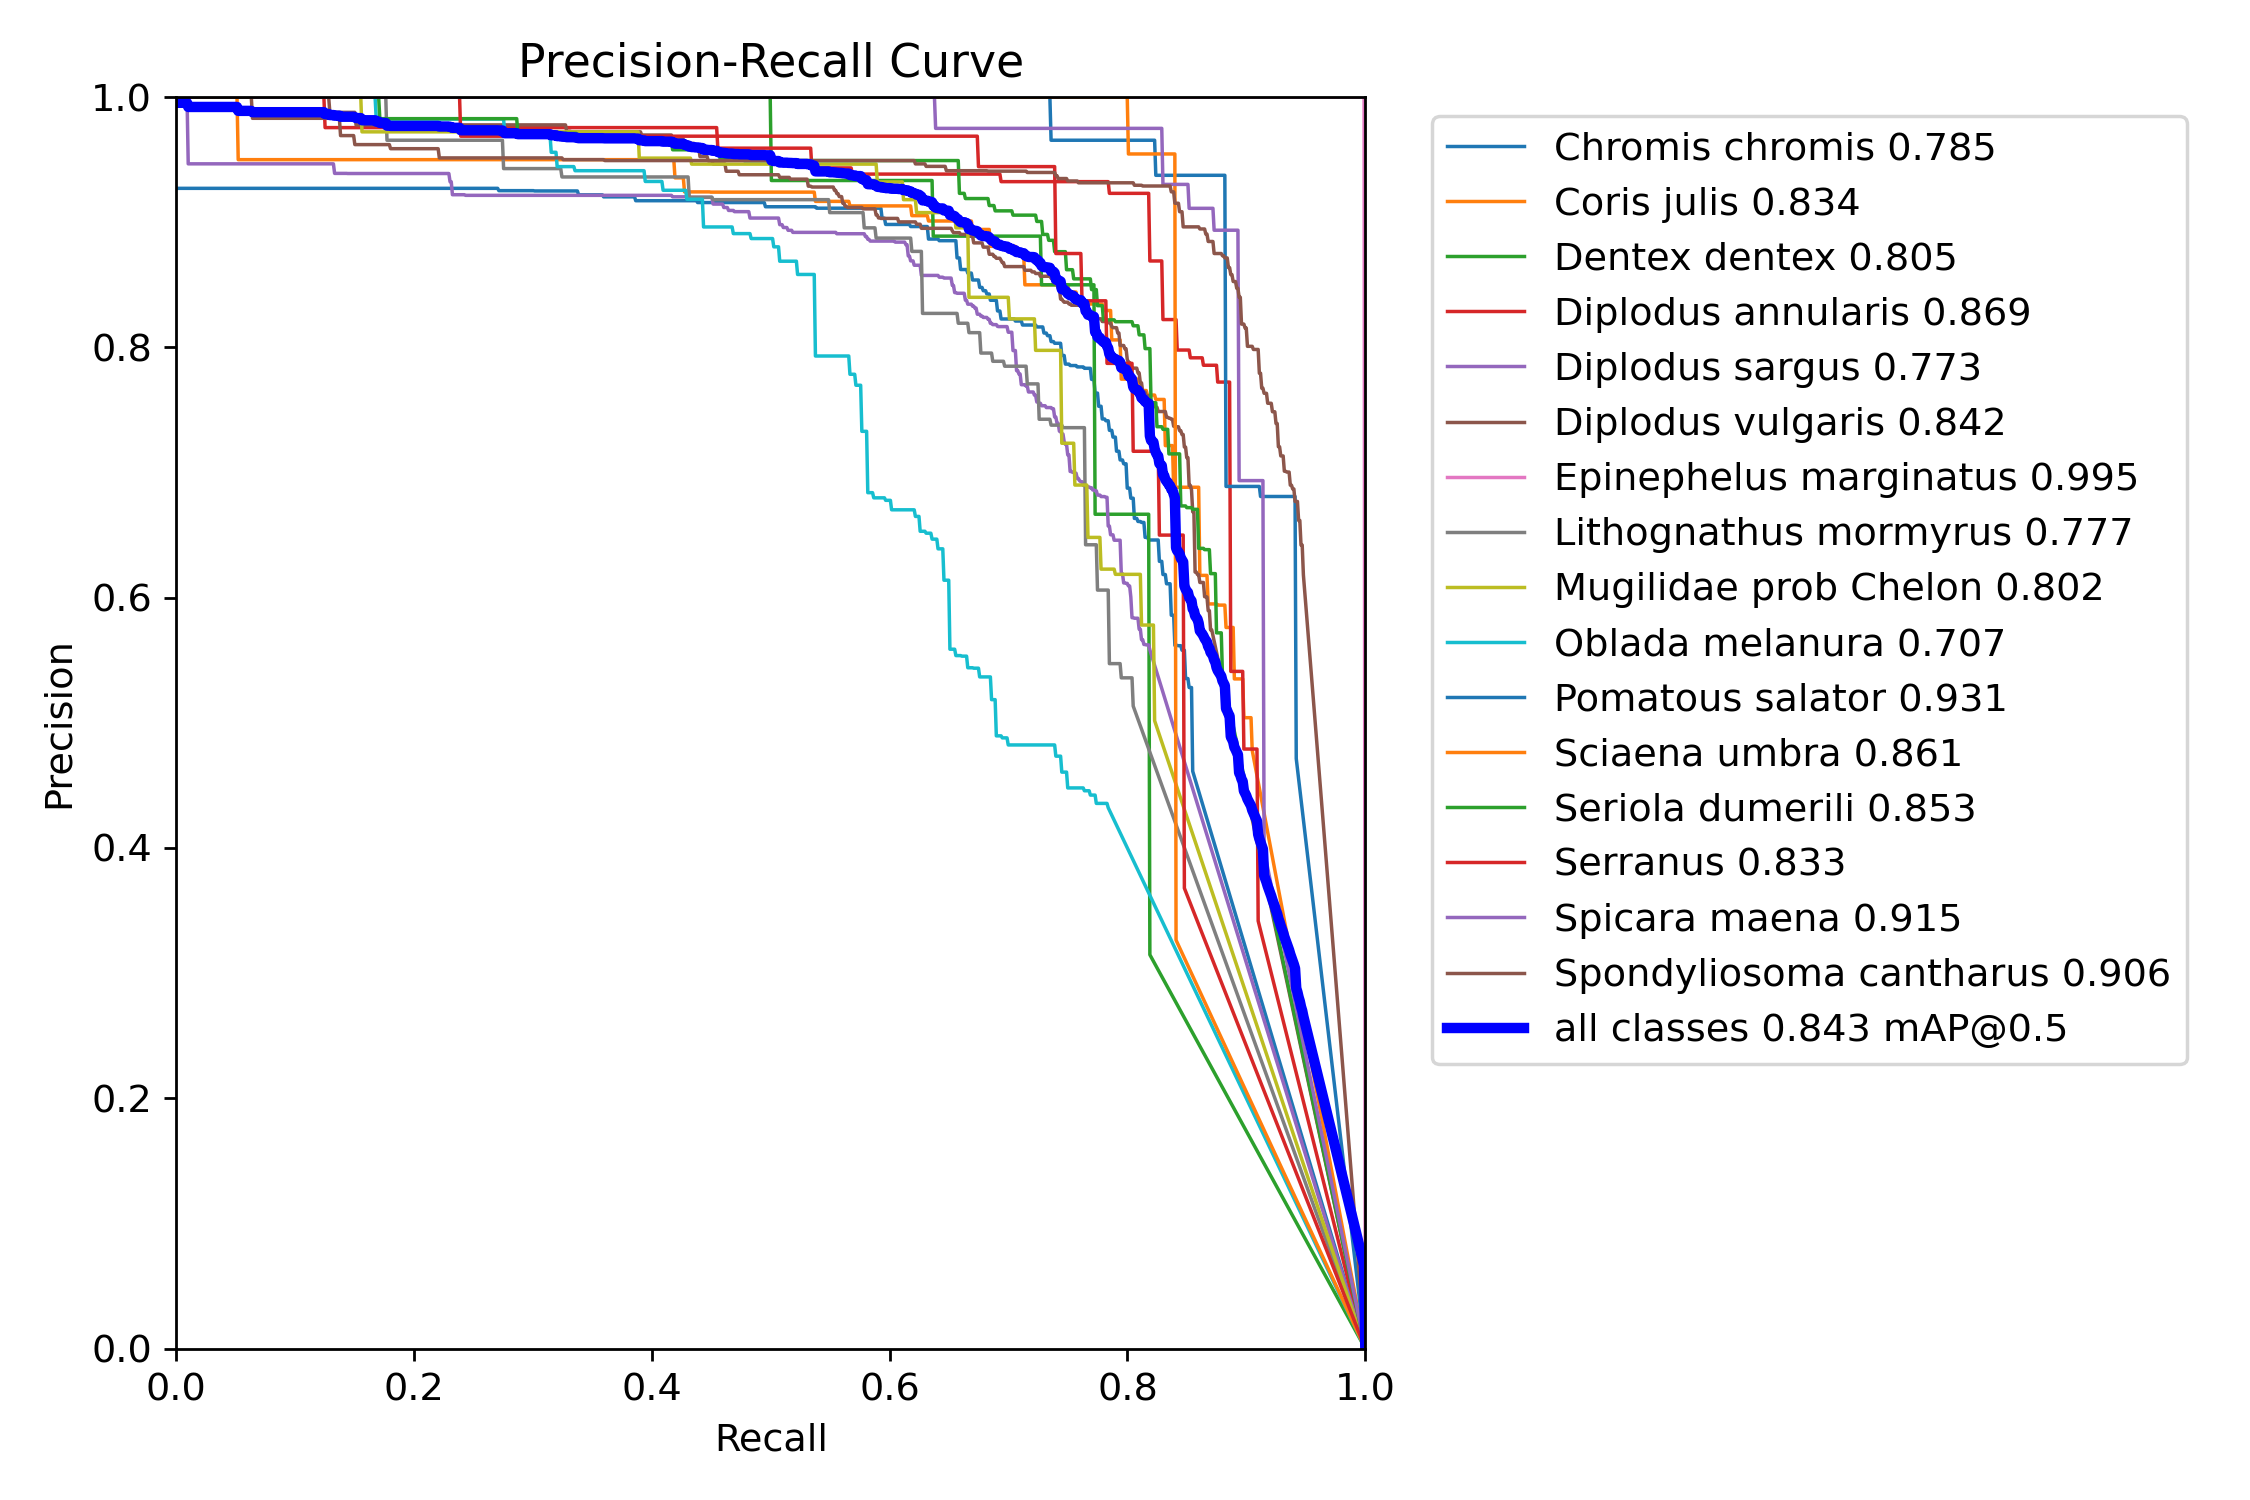 Precision-Recall Curve
1.0
0.8
0.6
0.4
0.2
0.0
Precision
0.0 0.2 0.4 0.6 0.8 1.0
Recall
Chromis chromis 0.785
Coris julis 0.834
Dentex dentex 0.805
Diplodus annularis 0.869
Diplodus sargus 0.773
Diplodus vulgaris 0.842
Epinephelus marginatus 0.995
Lithognathus mormyrus 0.777
Mugilidae prob Chelon 0.802
Oblada melanura 0.707
Pomatous salator 0.931
Sciaena umbra 0.861
Seriola dumerili 0.853
Serranus 0.833
Spicara maena 0.915
Spondyliosoma cantharus 0.906
all classes 0.843 mAP@0.5